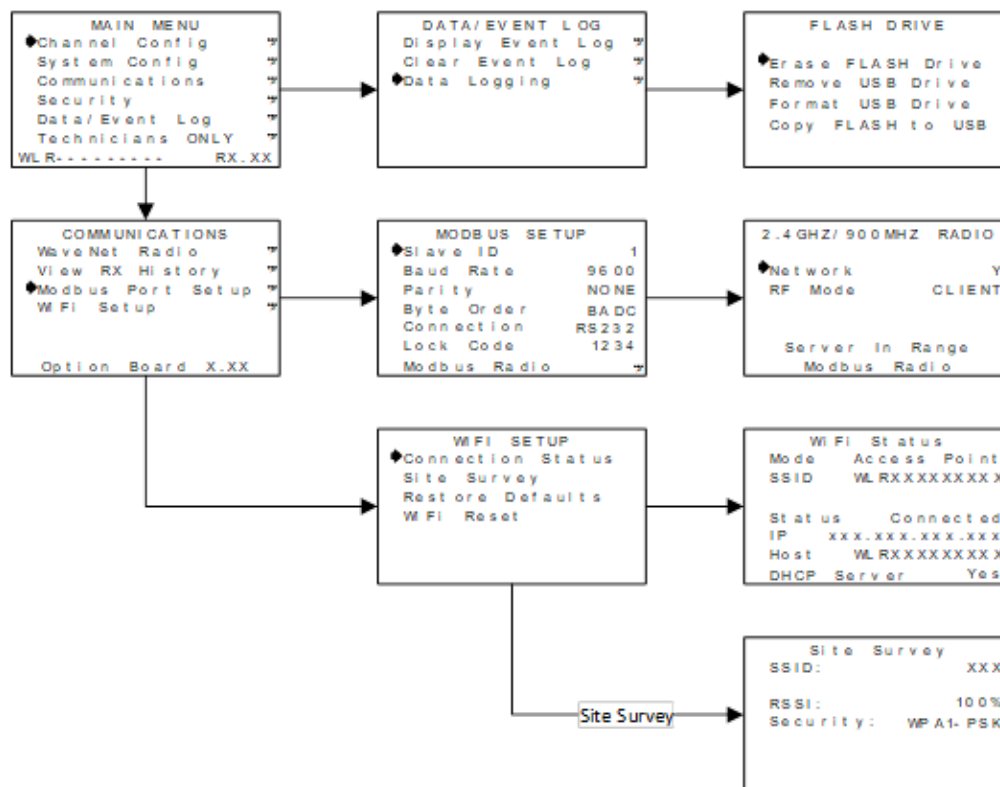 MAIN MENU
Channel Config
System Config
Communications
Security
Data/Event Log
Technicians ONLY
WLR--------- RX.XX
DATA/EVENT LOG
Display Event Log
Clear Event Log
Data Logging
FLASH DRIVE
Erase FLASH Drive
Remove USB Drive
Format USB Drive
Copy FLASH to USB
COMMUNICATIONS
WaveNet Radio
View RX History
Modbus Port Setup
WiFi Setup
Option Board X.XX
MODBUS SETUP
Slave ID 1
Baud Rate 9600
Parity NONE
Byte Order BADC
Connection RS232
Lock Code 1234
Modbus Radio
2.4GHZ/900MHZ RADIO
Network Y
RF Mode CLIENT
Server In Range
Modbus Radio
WIFI SETUP
Connection Status
Site Survey
Restore Defaults
WiFi Reset
WiFi Status
Mode Access Point
SSID WLRXXXXXXXXX
Status Connected
IP xxx.xxx.xxx.xxx
Host WLRXXXXXXXXX
DHCP Server Yes
Site Survey
Site Survey
SSID: XXX
RSSI: 100%
Security: WPA1-PSK